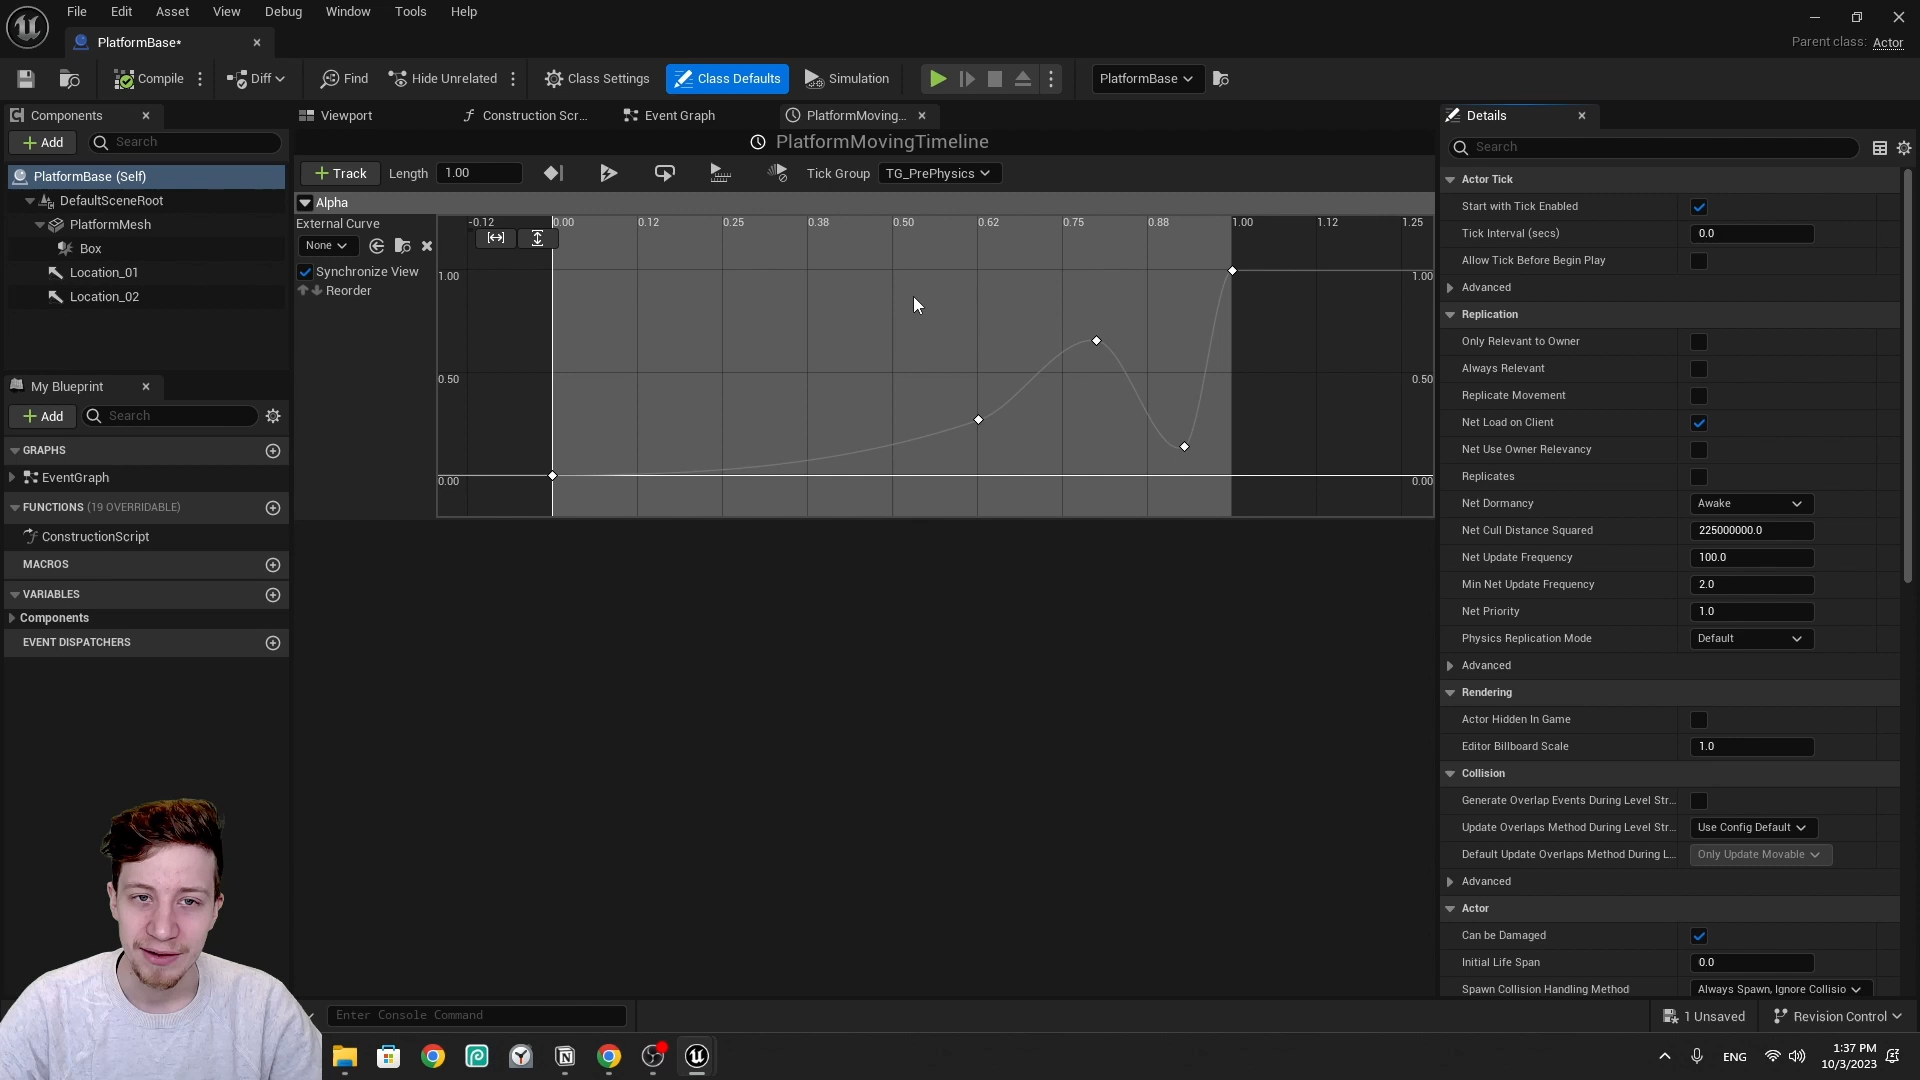 File Edit Asset View Debug Window Tools Help
PlatformBase*
Parent class: Actor
Compile Diff Find Hide Unrelated Class Settings Class Defaults Simulation PlatformBase
Components
Add Search
PlatformBase (Self)
DefaultSceneRoot
PlatformMesh
Box
Location_01
Location_02
My Blueprint
Add Search
GRAPHS
EventGraph
FUNCTIONS (19 OVERRIDABLE)
ConstructionScript
MACROS
VARIABLES
Components
EVENT DISPATCHERS
Viewport Construction Scr... Event Graph PlatformMoving...
PlatformMovingTimeline
Track Length 1.00 Tick Group TG_PrePhysics
Alpha
External Curve
None
Synchronize View
Reorder
-0.12 0.00 0.12 0.25 0.38 0.50 0.62 0.75 0.88 1.00 1.12 1.25
1.00 1.00
0.50 0.50
0.00 0.00
Details
Search
Actor Tick
Start with Tick Enabled
Tick Interval (secs) 0.0
Allow Tick Before Begin Play
Advanced
Replication
Only Relevant to Owner
Always Relevant
Replicate Movement
Net Load on Client
Net Use Owner Relevancy
Replicates
Net Dormancy Awake
Net Cull Distance Squared 225000000.0
Net Update Frequency 100.0
Min Net Update Frequency 2.0
Net Priority 1.0
Physics Replication Mode Default
Advanced
Rendering
Actor Hidden In Game
Editor Billboard Scale 1.0
Collision
Generate Overlap Events During Level Str...
Update Overlaps Method During Level Str... Use Config Default
Default Update Overlaps Method During L... Only Update Movable
Advanced
Actor
Can be Damaged
Initial Life Span 0.0
Spawn Collision Handling Method Always Spawn, Ignore Collisio
Enter Console Command
1 Unsaved Revision Control
ENG
1:37 PM
10/3/2023